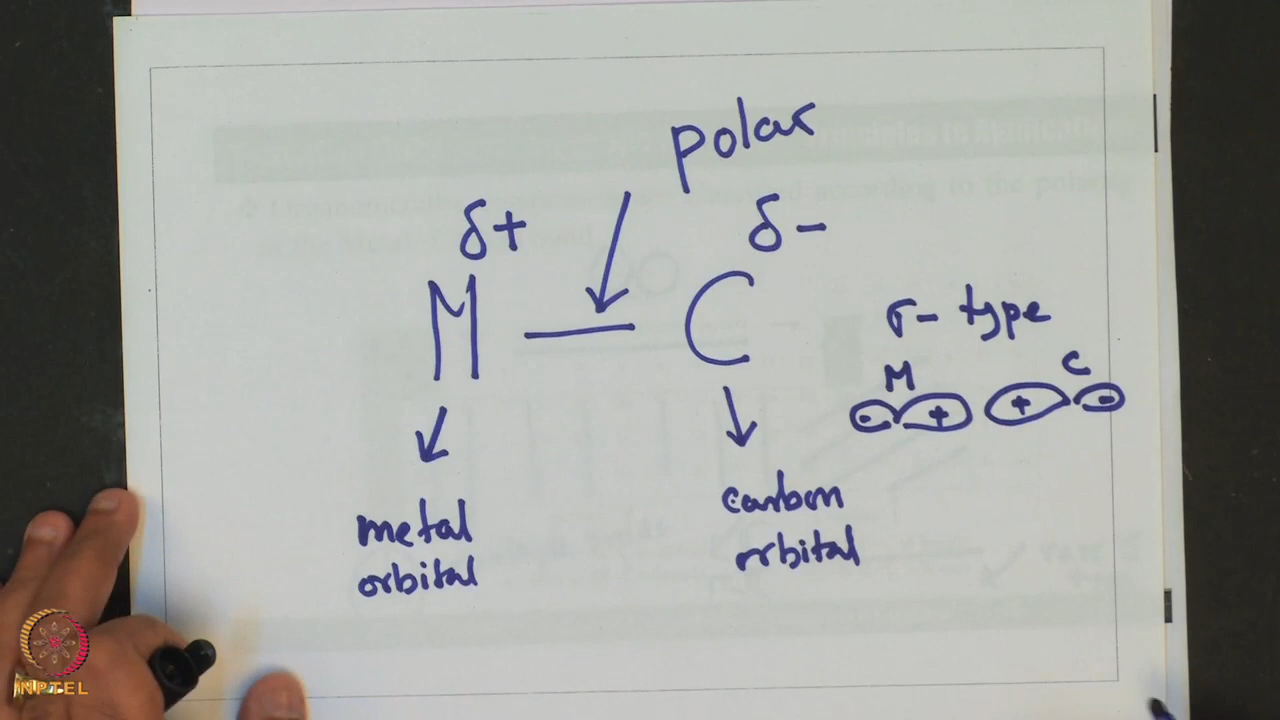 polar
δ+ δ-
M — C
σ- type
M C
- + + -
metal
orbital
carbon
orbital
NPTEL